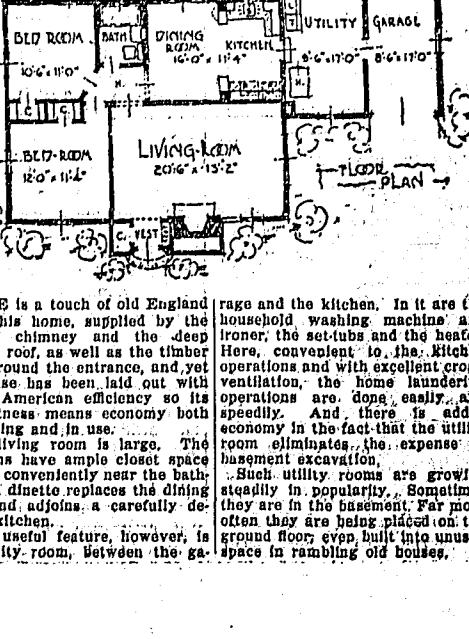 BED ROOM
10'-6" x 11'0"
BATH
DINING
ROOM
16'-0" x 11'-4"
KITCHEN
UTILITY
9'-6" x 17'-0"
GARAGE
8'-6" x 17'-0"
H.
H.
C.
C.
BED-ROOM
12'0" x 11'-4"
LIVING-ROOM
20'-6" x 13'-2"
FLOOR
PLAN
C.
VEST
E is a touch of old England
his home, supplied by the
chimney and the deep
roof, as well as the timber
round the entrance, and yet
se has been laid out with
American efficiency so its
tness means economy both
ing and in use.
living room is large. The
ns have ample closet space
conveniently near the bath-
dinette replaces the dining
nd adjoins a carefully de-
kitchen.
useful feature, however, is
ity room, between the ga-
rage and the kitchen. In it are t
household washing machine a
ironer, the set-tubs and the heat
Here, convenient to the kitch
operations and with excellent cro
ventilation, the home launder
operations are done easily a
speedily. And there is add
economy in the fact that the utili
room eliminates the expense
basement excavation.
Such utility rooms are growi
steadily in popularity. Sometim
they are in the basement. Far mo
often they are being placed on t
ground floor, even built into unus
space in rambling old houses.